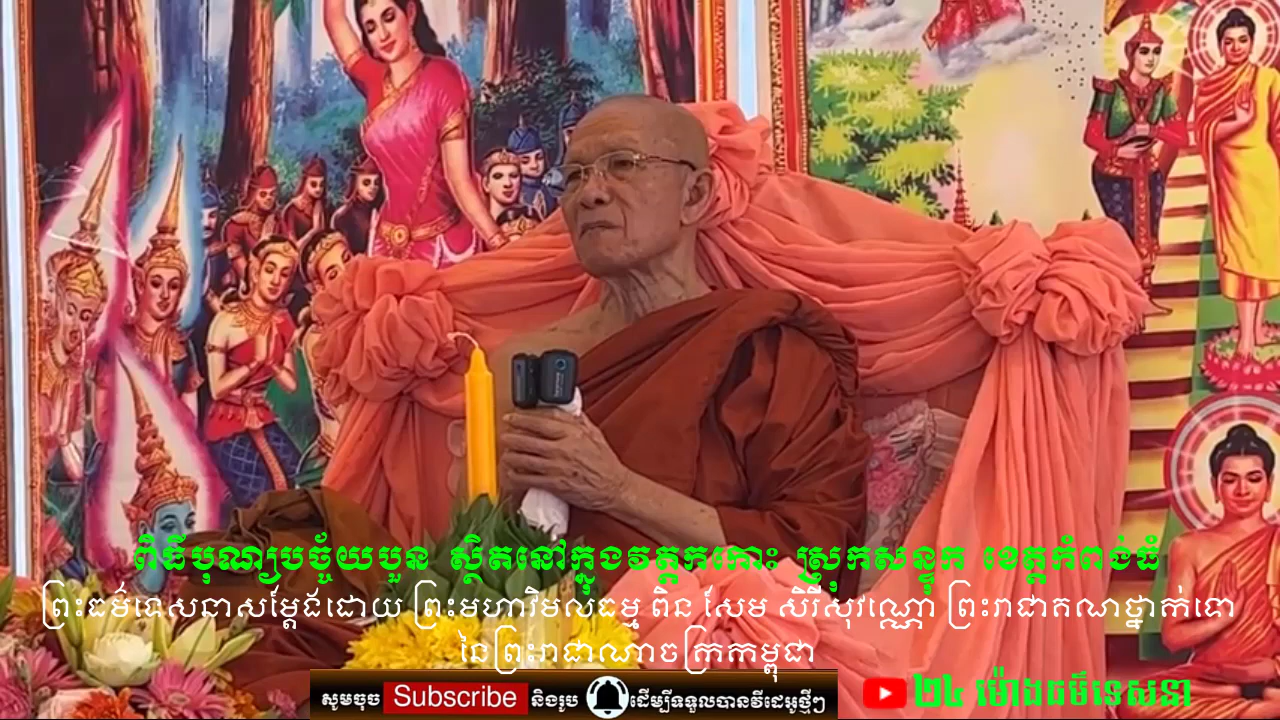 ពិធីបុណ្យបច្ច័យបួន ស្ថិតនៅក្នុងវត្តកកោះ ស្រុកសន្ទុក ខេត្តកំពង់ធំ
ព្រះធម៌ទេសនាសម្ដែងដោយ ព្រះមហាវិមលធម្ម ពិន សែម សិរីសុវណ្ណោ ព្រះរាជាគណថ្នាក់ទោ
នៃព្រះរាជាណាចក្រកម្ពុជា
សូមចុច Subscribe និងរូប ដើម្បីទទួលបានវីដេអូថ្មីៗ
២៤ ម៉ោងធម៌ទេសនា